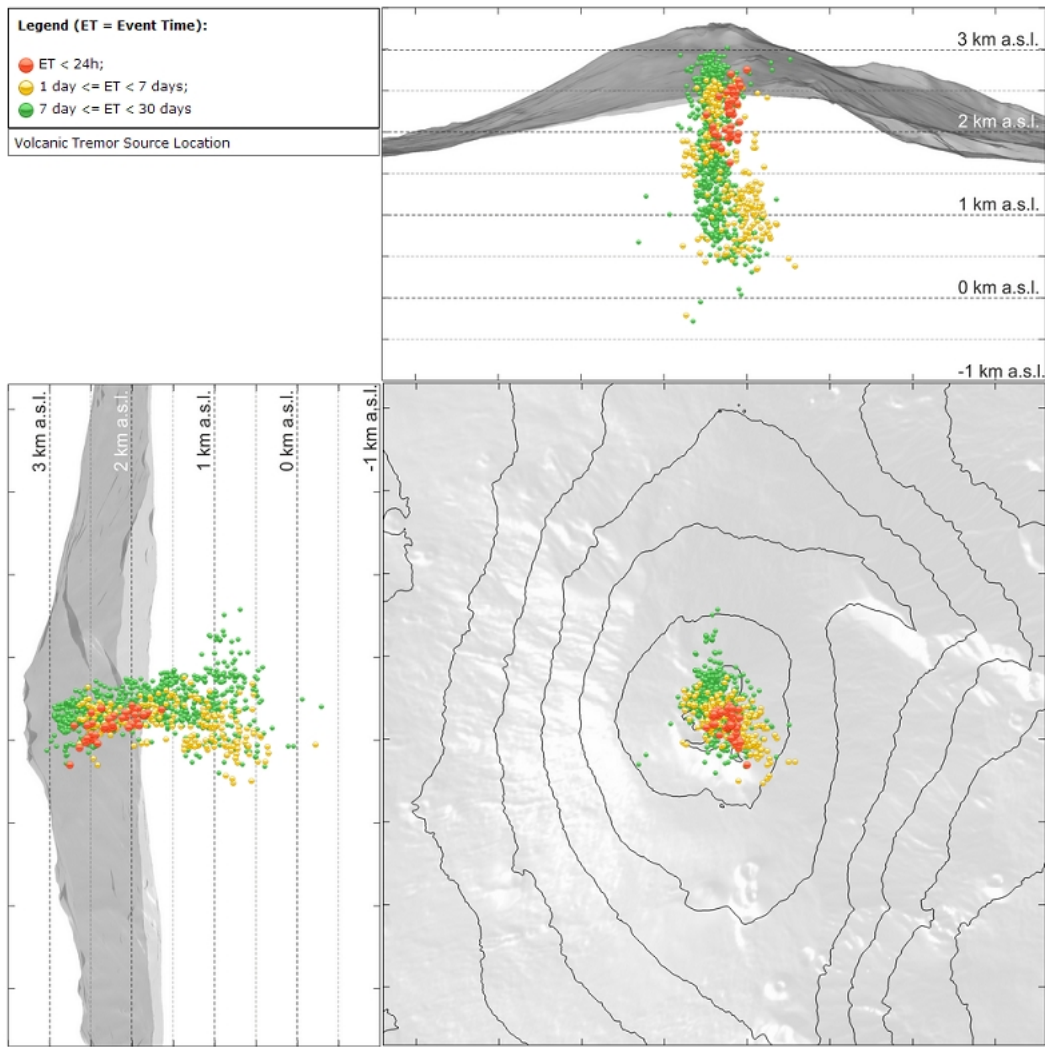 Legend (ET = Event Time):
ET < 24h;
1 day <= ET < 7 days;
7 day <= ET < 30 days
Volcanic Tremor Source Location
3 km a.s.l.
2 km a.s.l.
1 km a.s.l.
0 km a.s.l.
-1 km a.s.l.
3 km a.s.l.
2 km a.s.l.
1 km a.s.l.
0 km a.s.l.
-1 km a.s.l.